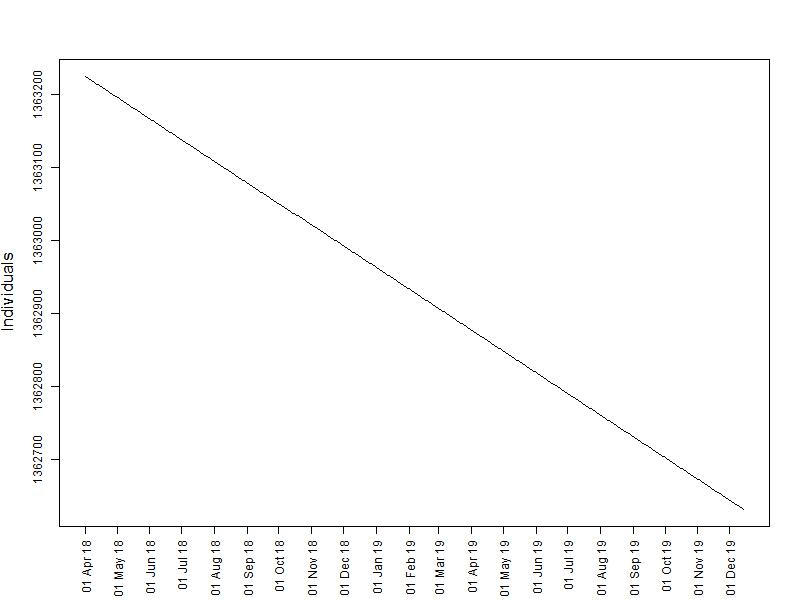 Individuals
1363200
1363100
1363000
1362900
1362800
1362700
01 Apr 18
01 May 18
01 Jun 18
01 Jul 18
01 Aug 18
01 Sep 18
01 Oct 18
01 Nov 18
01 Dec 18
01 Jan 19
01 Feb 19
01 Mar 19
01 Apr 19
01 May 19
01 Jun 19
01 Jul 19
01 Aug 19
01 Sep 19
01 Oct 19
01 Nov 19
01 Dec 19